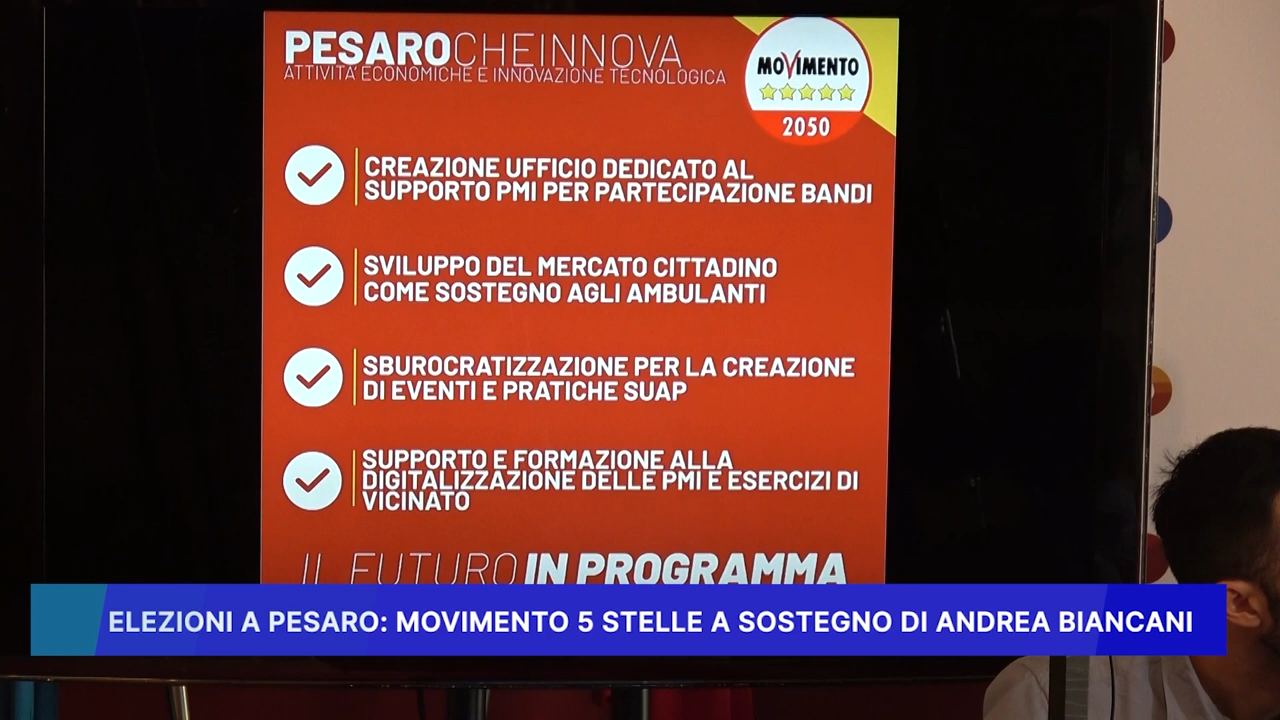 PESAROCHEINNOVA
ATTIVITA' ECONOMICHE E INNOVAZIONE TECNOLOGICA
MOVIMENTO
2050
CREAZIONE UFFICIO DEDICATO AL
SUPPORTO PMI PER PARTECIPAZIONE BANDI
SVILUPPO DEL MERCATO CITTADINO
COME SOSTEGNO AGLI AMBULANTI
SBUROCRATIZZAZIONE PER LA CREAZIONE
DI EVENTI E PRATICHE SUAP
SUPPORTO E FORMAZIONE ALLA
DIGITALIZZAZIONE DELLE PMI E ESERCIZI DI
VICINATO
IL FUTURO IN PROGRAMMA
ELEZIONI A PESARO: MOVIMENTO 5 STELLE A SOSTEGNO DI ANDREA BIANCANI